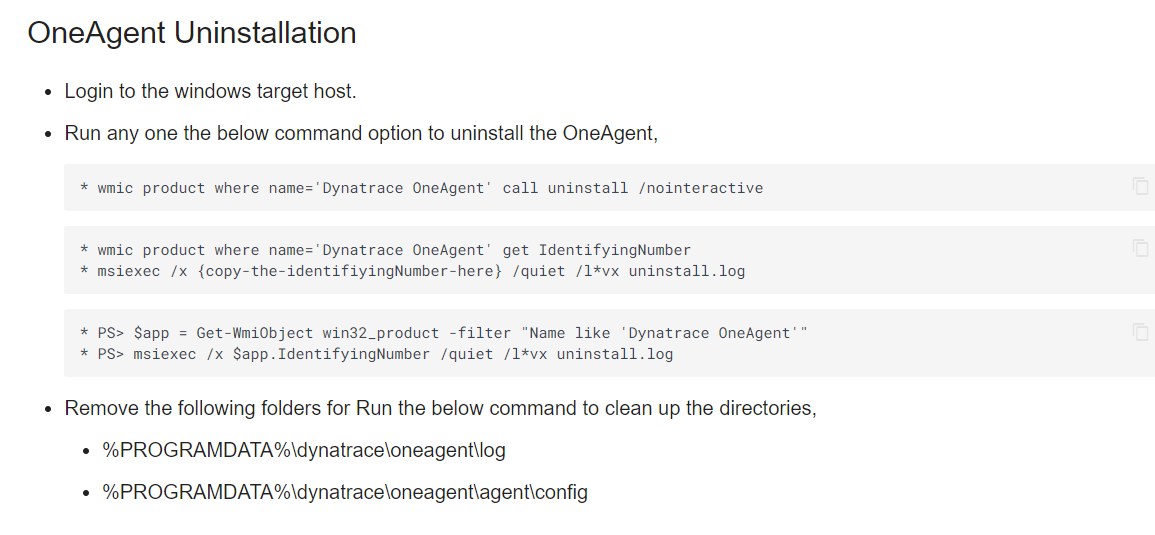 OneAgent Uninstallation
Login to the windows target host.
Run any one the below command option to uninstall the OneAgent,
* wmic product where name='Dynatrace OneAgent' call uninstall /nointeractive
* wmic product where name='Dynatrace OneAgent' get IdentifyingNumber
* msiexec /x {copy-the-identifiyingNumber-here} /quiet /l*vx uninstall.log
* PS> $app = Get-WmiObject win32_product -filter "Name like 'Dynatrace OneAgent'"
* PS> msiexec /x $app.IdentifyingNumber /quiet /l*vx uninstall.log
Remove the following folders for Run the below command to clean up the directories,
%PROGRAMDATA%\dynatrace\oneagent\log
%PROGRAMDATA%\dynatrace\oneagent\agent\config